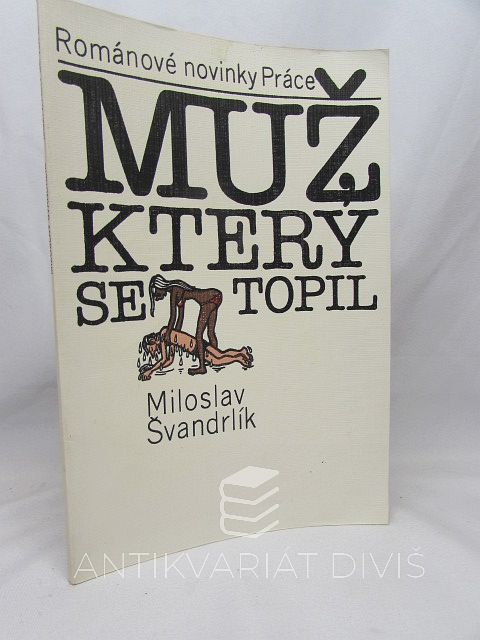 Románové novinky Práce
MUŽ,
KTERÝ
SE TOPIL
Miloslav
Švandrlík
ANTIKVARIÁT DIVIŠ